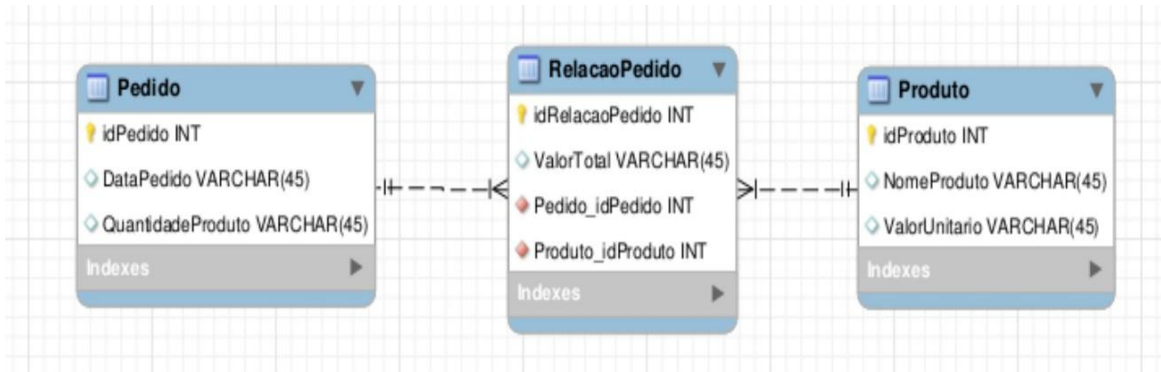 Pedido
idPedido INT
DataPedido VARCHAR(45)
QuantidadeProduto VARCHAR(45)
Indexes
RelacaoPedido
idRelacaoPedido INT
ValorTotal VARCHAR(45)
Pedido_idPedido INT
Produto_idProduto INT
Indexes
Produto
idProduto INT
NomeProduto VARCHAR(45)
ValorUnitario VARCHAR(45)
Indexes